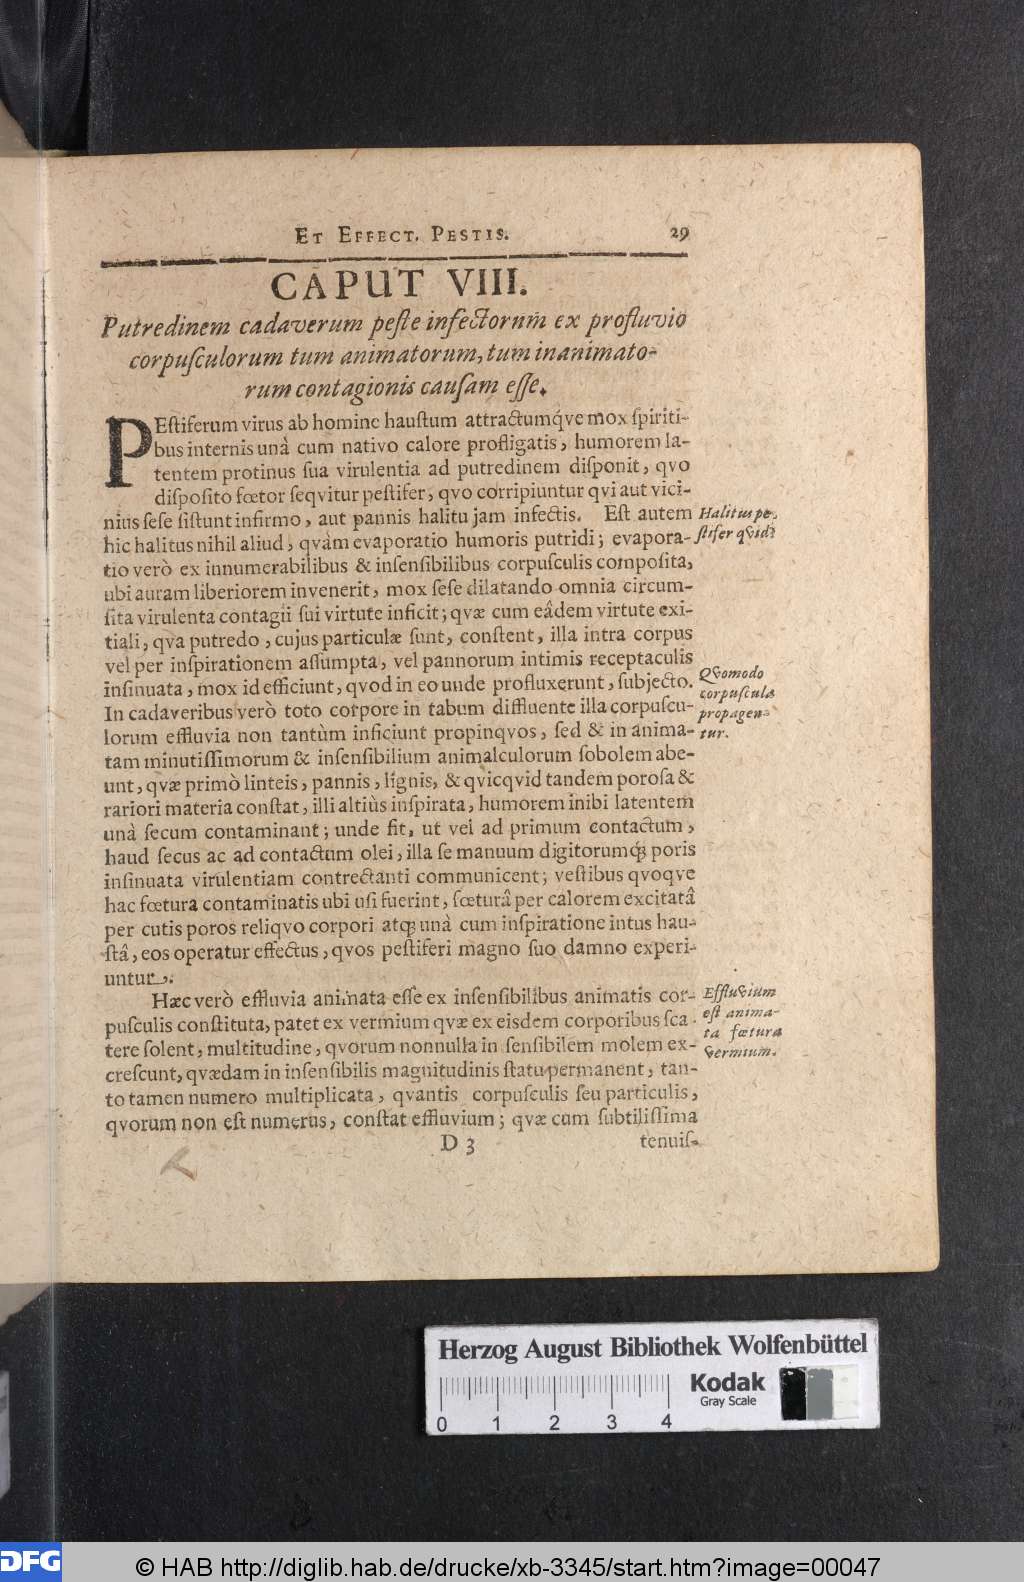 ET EFFECT. PESTIS. 29
CAPUT VIII.
Putredinem cadaverum peſte infectorum̃ ex profluvio
corpuſculorum tum animatorum, tum inanimato-
rum contagionis cauſam eſſe.
PEſtiferum virus ab homine hauſtum attractumq́ve mox ſpiriti-
bus internis unà cum nativo calore profligatis, humorem la-
tentem protinus ſua virulentia ad putredinem diſponit, qvo
diſpoſito fœtor ſeqvitur peſtifer, qvo corripiuntur qvi aut vici-
nius ſeſe ſiſtunt infirmo, aut pannis halitu jam infectis. Eſt autem
hic halitus nihil aliud, qvàm evaporatio humoris putridi; evapora-
tio verò ex innumerabilibus & inſenſibilibus corpuſculis compoſita,
ubi auram liberiorem invenerit, mox ſeſe dilatando omnia circum-
ſita virulenta contagii ſui virtute inficit; qvæ cum eâdem virtute exi-
tiali, qva putredo, cujus particulæ ſunt, conſtent, illa intra corpus
vel per inſpirationem aſſumpta, vel pannorum intimis receptaculis
inſinuata, mox id efficiunt, qvod in eo unde profluxerunt, ſubjecto.
In cadaveribus verò toto corpore in tabum diffluente illa corpuſcu-
lorum effluvia non tantùm inficiunt propinqvos, ſed & in anima-
tam minutiſſimorum & inſenſibilium animalculorum ſobolem abe-
unt, qvæ primò linteis, pannis, lignis, & qvicqvid tandem poroſa &
rariori materia conſtat, illi altiùs inſpirata, humorem inibi latentem
unà ſecum contaminant; unde fit, ut vel ad primum contactum,
haud ſecus ac ad contactum olei, illa ſe manuum digitorumq́; poris
inſinuata virulentiam contrectanti communicent; veſtibus qvoqve
hac fœtura contaminatis ubi uſi fuerint, fœturâ per calorem excitatâ
per cutis poros reliqvo corpori atq; unà cum inſpiratione intus hau-
ſtâ, eos operatur effectus, qvos peſtiferi magno ſuo damno experi-
untur.
Hæc verò effluvia animata eſſe ex inſenſibilibus animatis cor-
puſculis conſtituta, patet ex vermium qvæ ex eisdem corporibus ſca-
tere ſolent, multitudine, qvorum nonnulla in ſenſibilem molem ex-
creſcunt, qvædam in inſenſibilis magnitudinis ſtatu permanent, tan-
to tamen numero multiplicata, qvantis corpuſculis ſeu particulis,
qvorum non eſt numerus, conſtat effluvium; qvæ cum ſubtiliſſima
D 3 tenuiſ-
Halitus pe-
ſtifer qvid?
Qvomodo
corpuſcula
propagen-
tur.
Effluvium
eſt anima-
ta fœtura
vermium.
Herzog August Bibliothek Wolfenbüttel
Kodak
Gray Scale
0 1 2 3 4
DFG © HAB http://diglib.hab.de/drucke/xb-3345/start.htm?image=00047